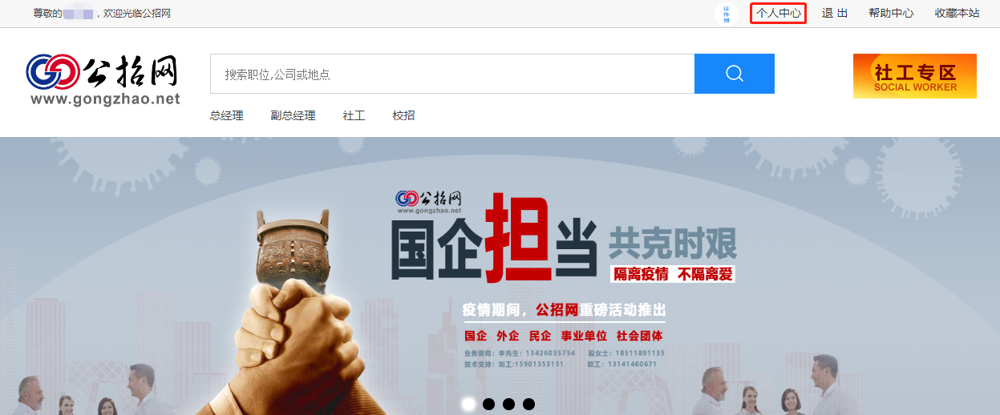 尊敬的 ，欢迎光临公招网
证件照
个人中心
退 出
帮助中心
收藏本站
公招网
www.gongzhao.net
搜索职位,公司或地点
社工专区
SOCIAL WORKER
总经理 副总经理 社工 校招
公招网
www.gongzhao.net
国企担当
共克时艰
隔离疫情 不隔离爱
疫情期间，公招网重磅活动推出
国企 外企 民企 事业单位 社会团体
业务咨询：李先生：13426035754 段女士：18511891135
技术支持：刘工:15901353151 欧工：13141460671